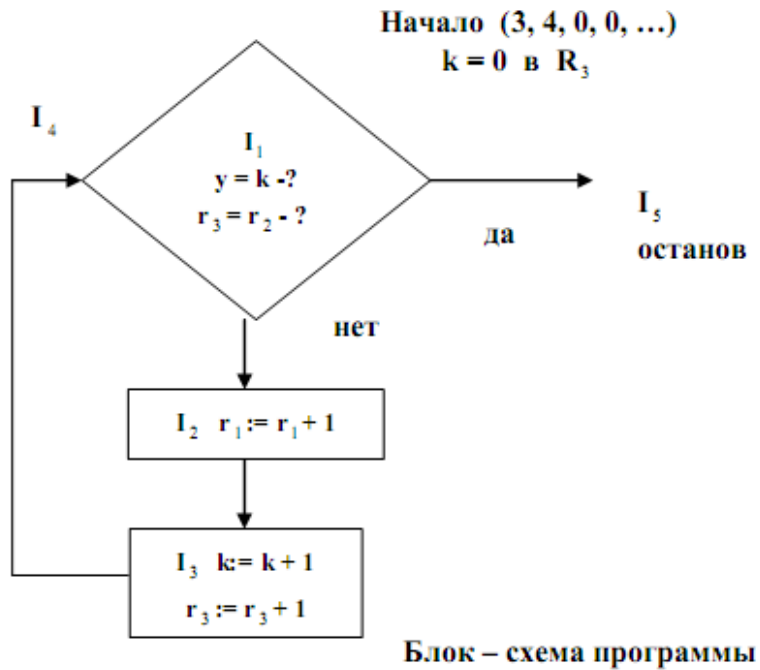 Начало (3, 4, 0, 0, …)
k = 0 в R₃
I₄
I₁
y = k -?
r₃ = r₂ - ?
да
I₅
останов
нет
I₂ r₁ := r₁ + 1
I₃ k:= k + 1
r₃ := r₃ + 1
Блок – схема программы